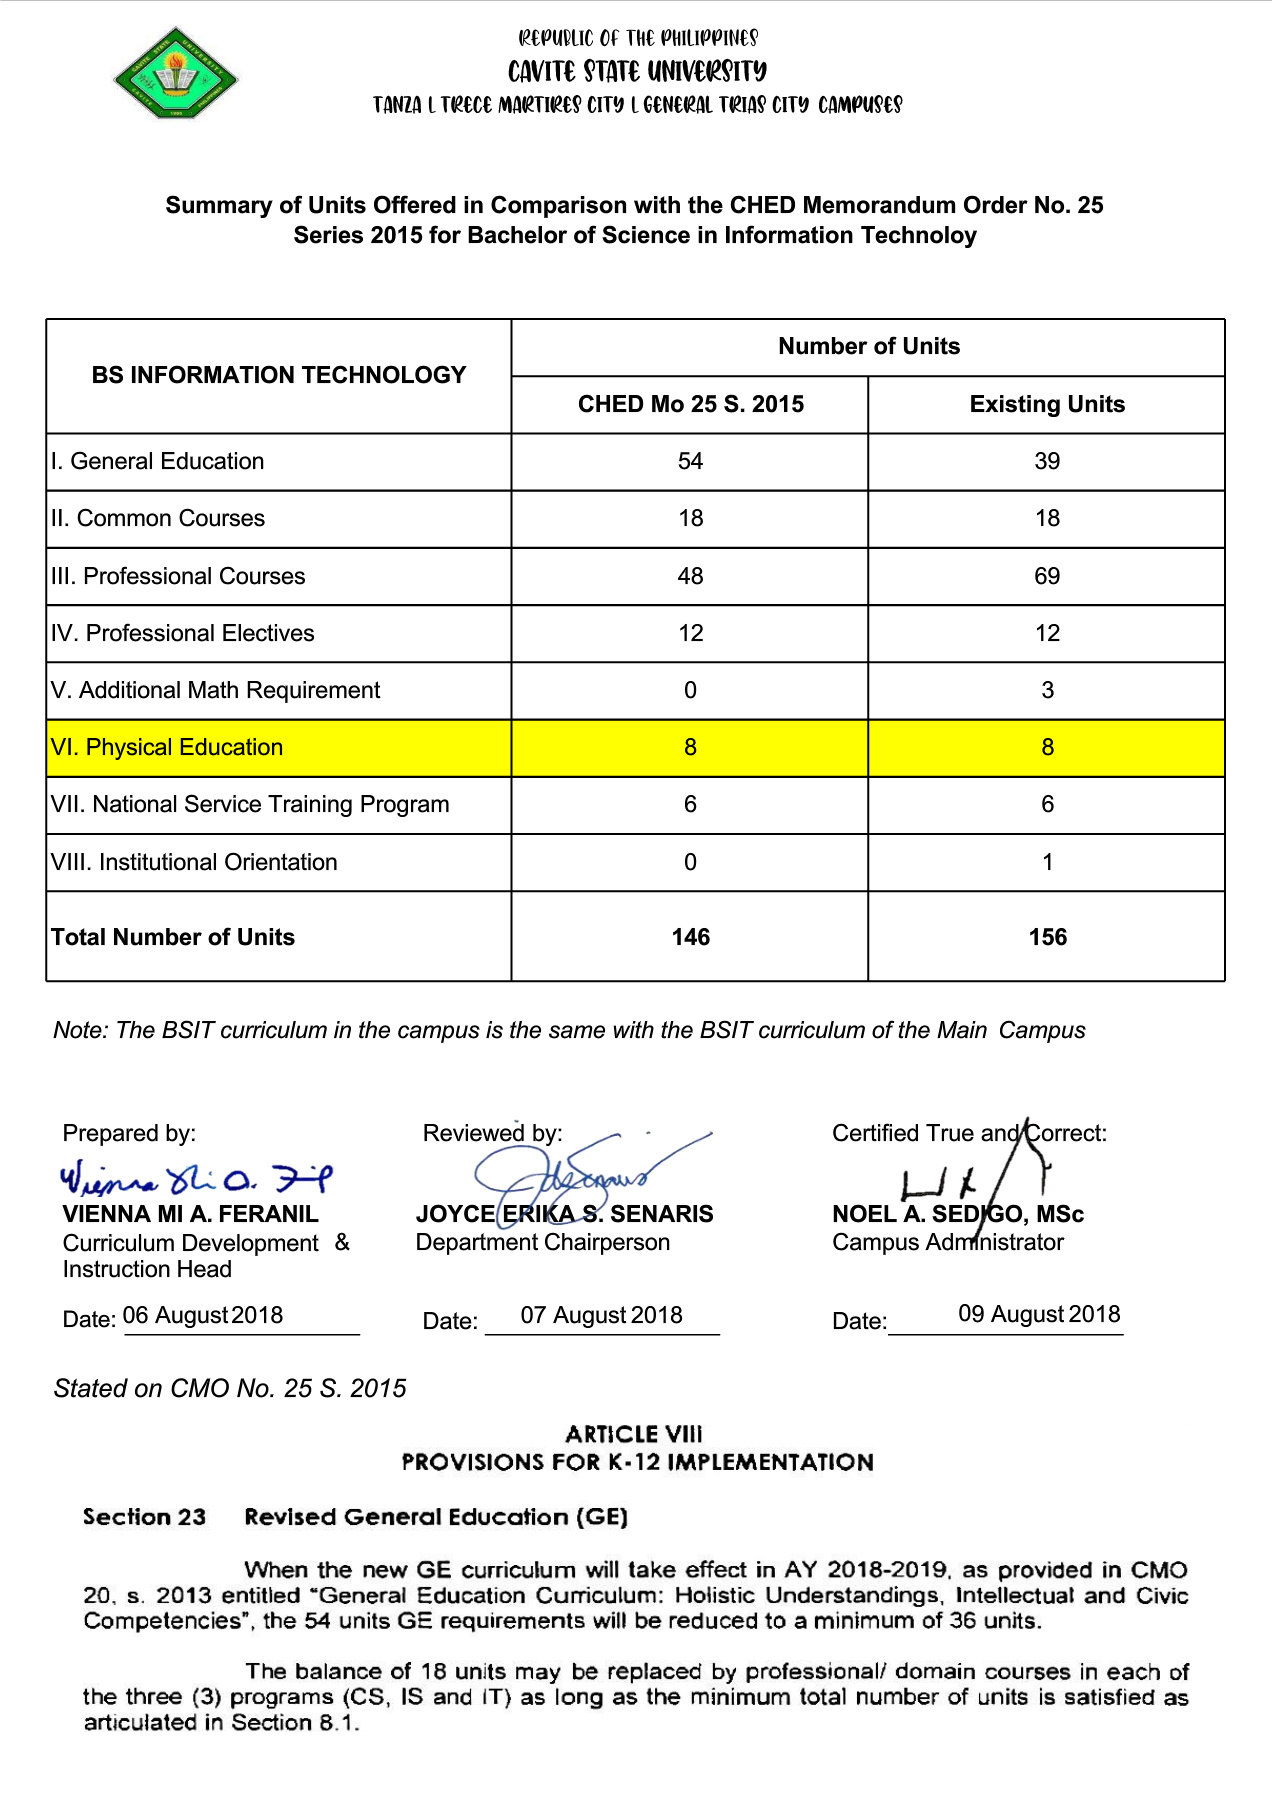 REPUBLIC OF THE PHILIPPINES
CAVITE STATE UNIVERSITY
TANZA L TRECE MARTIRES CITY L GENERAL TRIAS CITY CAMPUSES
Summary of Units Offered in Comparison with the CHED Memorandum Order No. 25
Series 2015 for Bachelor of Science in Information Technoloy
BS INFORMATION TECHNOLOGY
Number of Units
CHED Mo 25 S. 2015 Existing Units
I. General Education 54 39
II. Common Courses 18 18
III. Professional Courses 48 69
IV. Professional Electives 12 12
V. Additional Math Requirement 0 3
VI. Physical Education 8 8
VII. National Service Training Program 6 6
VIII. Institutional Orientation 0 1
Total Number of Units 146 156
Note: The BSIT curriculum in the campus is the same with the BSIT curriculum of the Main Campus
Prepared by: Reviewed by: Certified True and Correct:
VIENNA MI A. FERANIL JOYCE ERIKA S. SENARIS NOEL A. SEDIGO, MSc
Curriculum Development & Department Chairperson Campus Administrator
Instruction Head
Date: 06 August 2018 Date: 07 August 2018 Date: 09 August 2018
Stated on CMO No. 25 S. 2015
ARTICLE VIII
PROVISIONS FOR K-12 IMPLEMENTATION
Section 23 Revised General Education (GE)
When the new GE curriculum will take effect in AY 2018-2019, as provided in CMO
20, s. 2013 entitled "General Education Curriculum: Holistic Understandings, Intellectual and Civic
Competencies", the 54 units GE requirements will be reduced to a minimum of 36 units.
The balance of 18 units may be replaced by professional/ domain courses in each of
the three (3) programs (CS, IS and IT) as long as the minimum total number of units is satisfied as
articulated in Section 8.1.